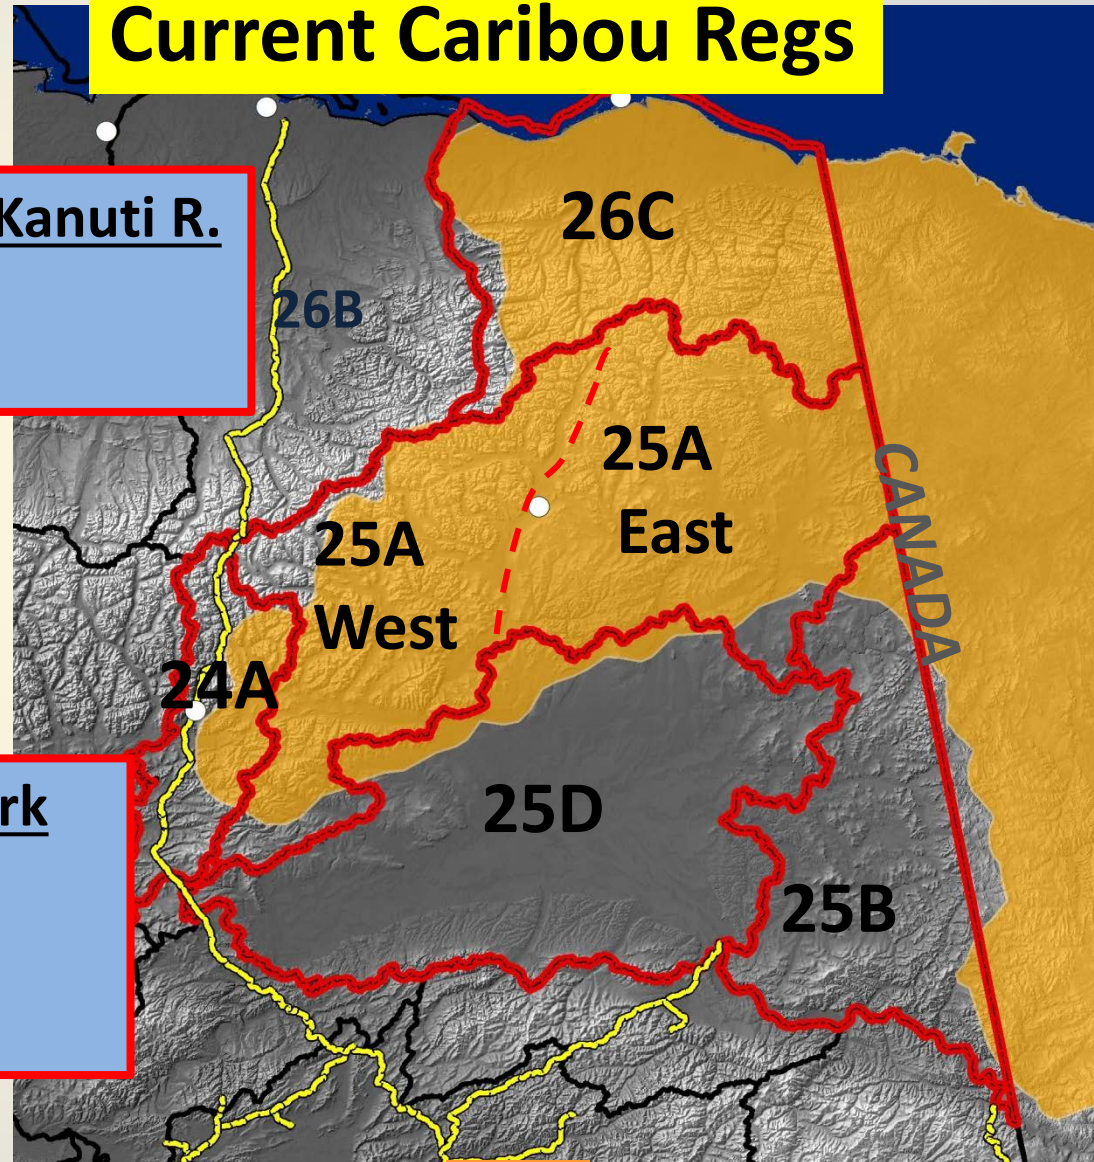 Current Caribou Regs
Kanuti R.
26C
26B
25A
East
CANADA
25A
West
24A
rk
25D
25B